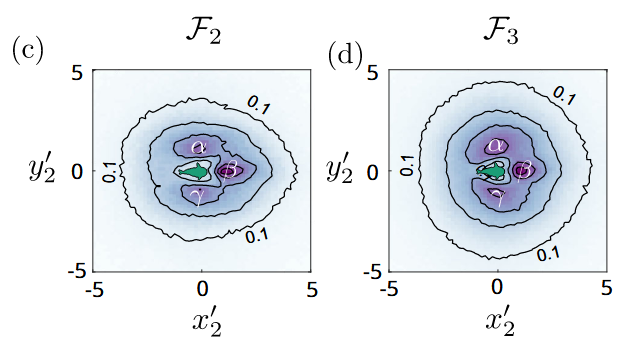 (c) F₂ (d) F₃
5 0.1 5 0.1
α α
y′₂ 0 0.1 β y′₂ 0 0.1 β
γ γ
0.1 0.1
-5 -5
-5 0 5 -5 0 5
x′₂ x′₂